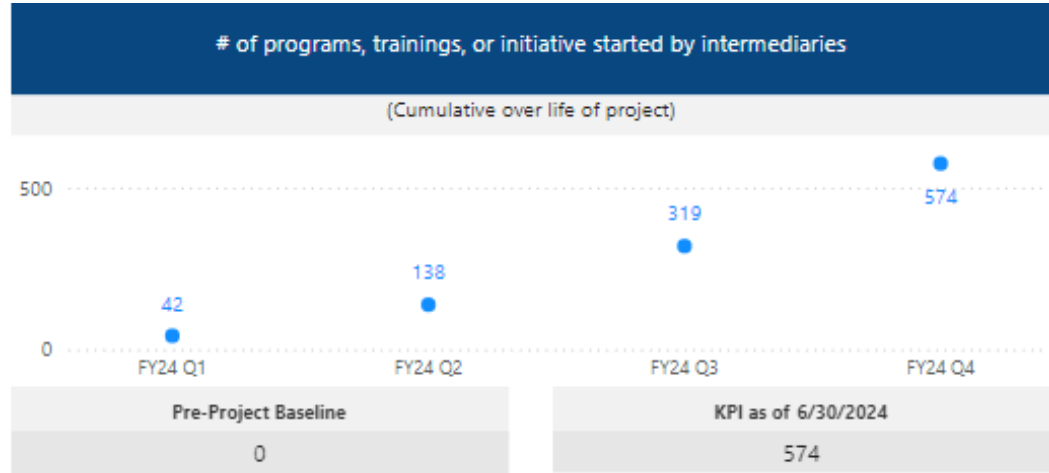 # of programs, trainings, or initiative started by intermediaries
(Cumulative over life of project)
500
574
319
138
42
0
FY24 Q1 FY24 Q2 FY24 Q3 FY24 Q4
Pre-Project Baseline KPI as of 6/30/2024
0 574